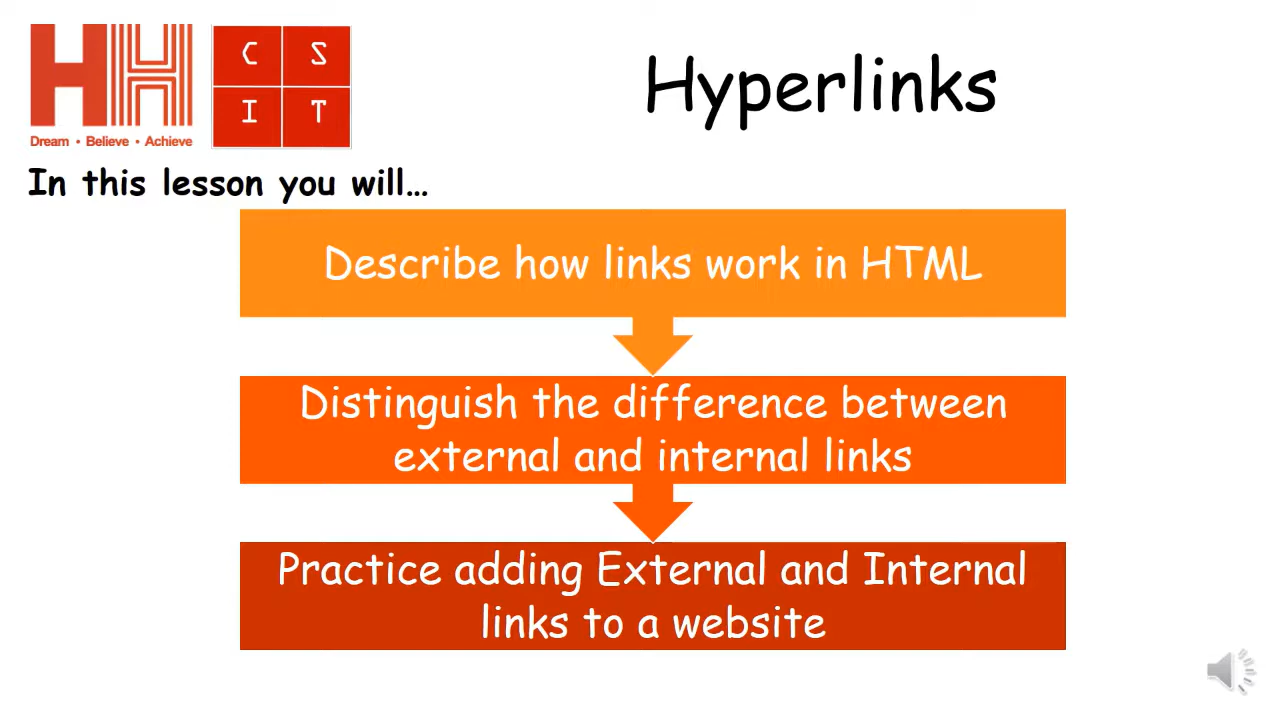 HH
C S
I T
Dream • Believe • Achieve
Hyperlinks
In this lesson you will…
Describe how links work in HTML
Distinguish the difference between
external and internal links
Practice adding External and Internal
links to a website